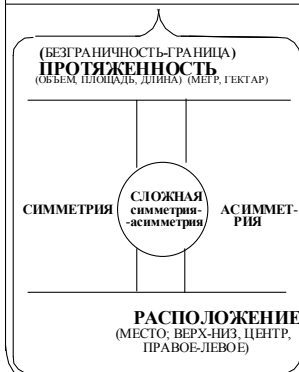 (БЕЗГРАНИЧНОСТЬ-ГРАНИЦА)
ПРОТЯЖЕННОСТЬ
(ОБЪЕМ, ПЛОЩАДЬ, ДЛИНА) (МЕТР, ГЕКТАР)
СЛОЖНАЯ
СИММЕТРИЯ симметрия- АСИММЕТ-
-асимметрия РИЯ
РАСПОЛОЖЕНИЕ
(МЕСТО; ВЕРХ-НИЗ, ЦЕНТР,
ПРАВОЕ-ЛЕВОЕ)